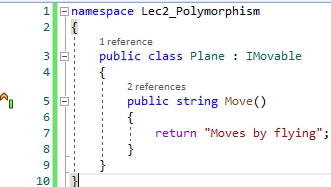 1 namespace Lec2_Polymorphism
2 {
1 reference
3 public class Plane : IMovable
4 {
2 references
5 public string Move()
6 {
7 return "Moves by flying";
8 }
9 }
10 }